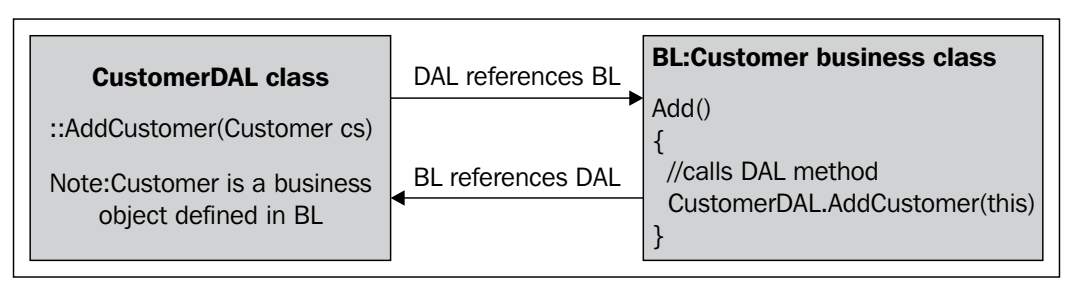 CustomerDAL class
::AddCustomer(Customer cs)
Note:Customer is a business
object defined in BL
DAL references BL
BL references DAL
BL:Customer business class
Add()
{
//calls DAL method
CustomerDAL.AddCustomer(this)
}